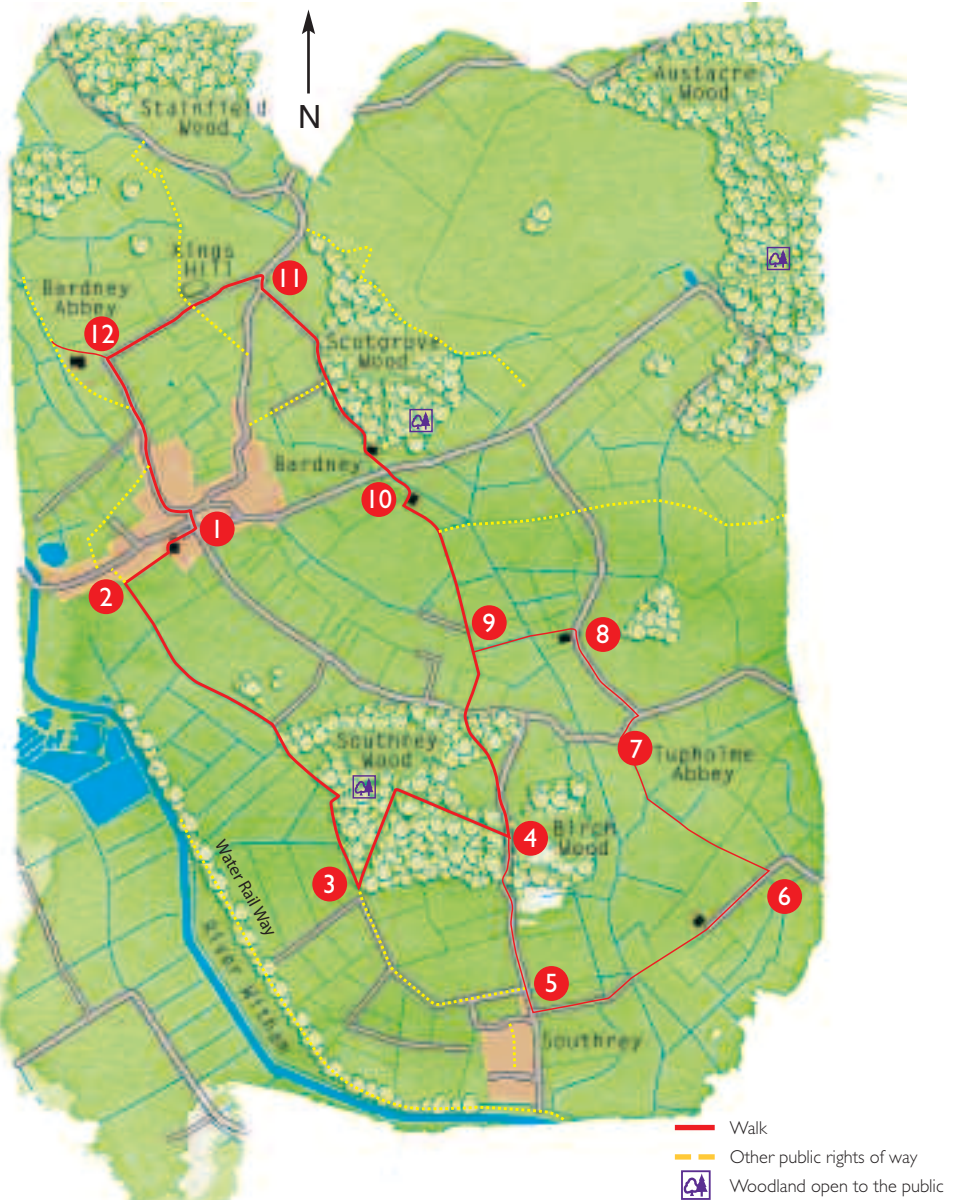 N
Stainfield
Wood
Austacre
Wood
Kings
Hill
11
Bardney
Abbey
12
Scotgrove
Wood
Bardney
10
1
2
9
8
Southrey
Wood
7
Tupholme
Abbey
4
Birch
Wood
3
6
Water Rail Way
River Witham
5
Southrey
Walk
Other public rights of way
Woodland open to the public